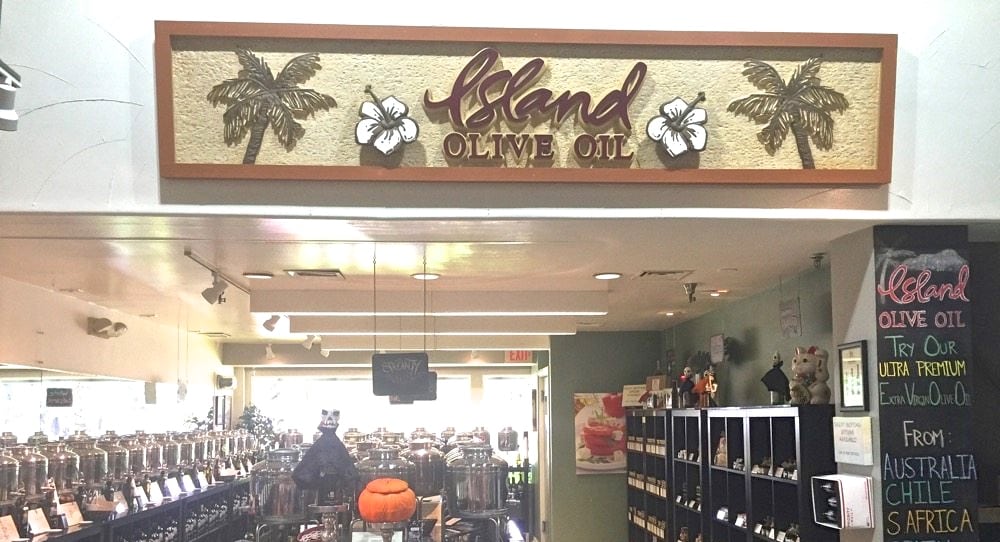 Island
OLIVE OIL
EXIT
SPECIALTY
Island
OLIVE OIL
TRY OUR
ULTRA PREMIUM
EXTRA VIRGIN OLIVE OIL
FROM:
AUSTRALIA
CHILE
S AFRICA